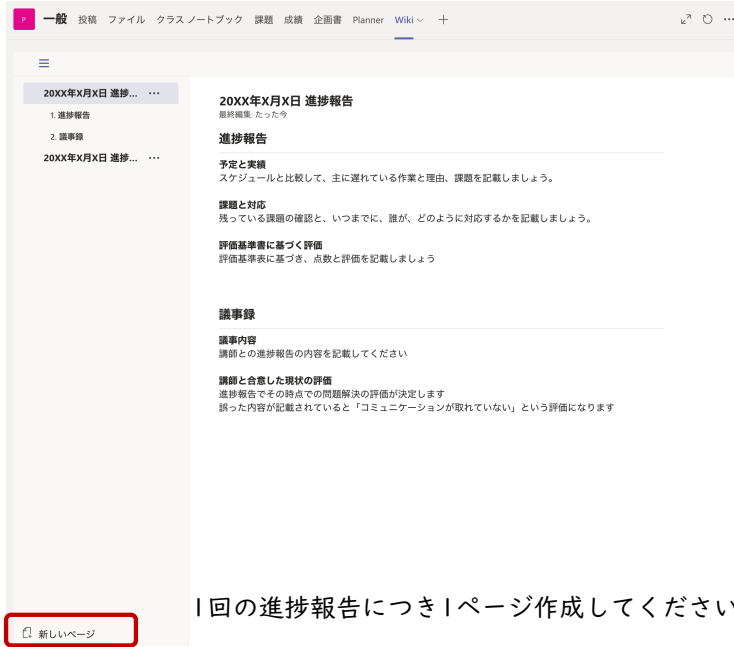 P 一般 投稿 ファイル クラス ノートブック 課題 成績 企画書 Planner Wiki
20XX年X月X日 進捗...
1. 進捗報告
2. 議事録
20XX年X月X日 進捗...
20XX年X月X日 進捗報告
最終編集: たった今
進捗報告
予定と実績
スケジュールと比較して、主に遅れている作業と理由、課題を記載しましょう。
課題と対応
残っている課題の確認と、いつまでに、誰が、どのように対応するかを記載しましょう。
評価基準書に基づく評価
評価基準表に基づき、点数と評価を記載しましょう
議事録
議事内容
講師との進捗報告の内容を記載してください
講師と合意した現状の評価
進捗報告でその時点での問題解決の評価が決定します
誤った内容が記載されていると「コミュニケーションが取れていない」という評価になります
1回の進捗報告につき1ページ作成してください
新しいページ